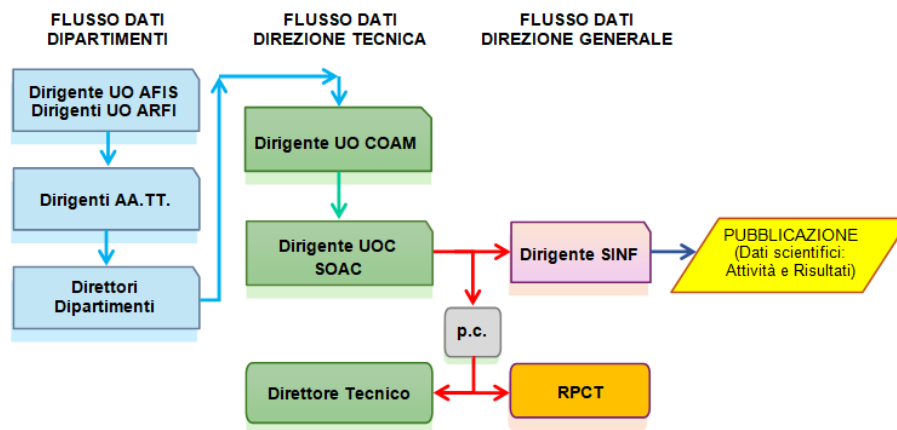 FLUSSO DATI
DIPARTIMENTI
FLUSSO DATI
DIREZIONE TECNICA
FLUSSO DATI
DIREZIONE GENERALE
Dirigente UO AFIS
Dirigenti UO ARFI
Dirigente UO COAM
Dirigenti AA.TT.
Dirigente UOC
SOAC
Dirigente SINF
PUBBLICAZIONE
(Dati scientifici:
Attività e Risultati)
Direttori
Dipartimenti
p.c.
Direttore Tecnico
RPCT